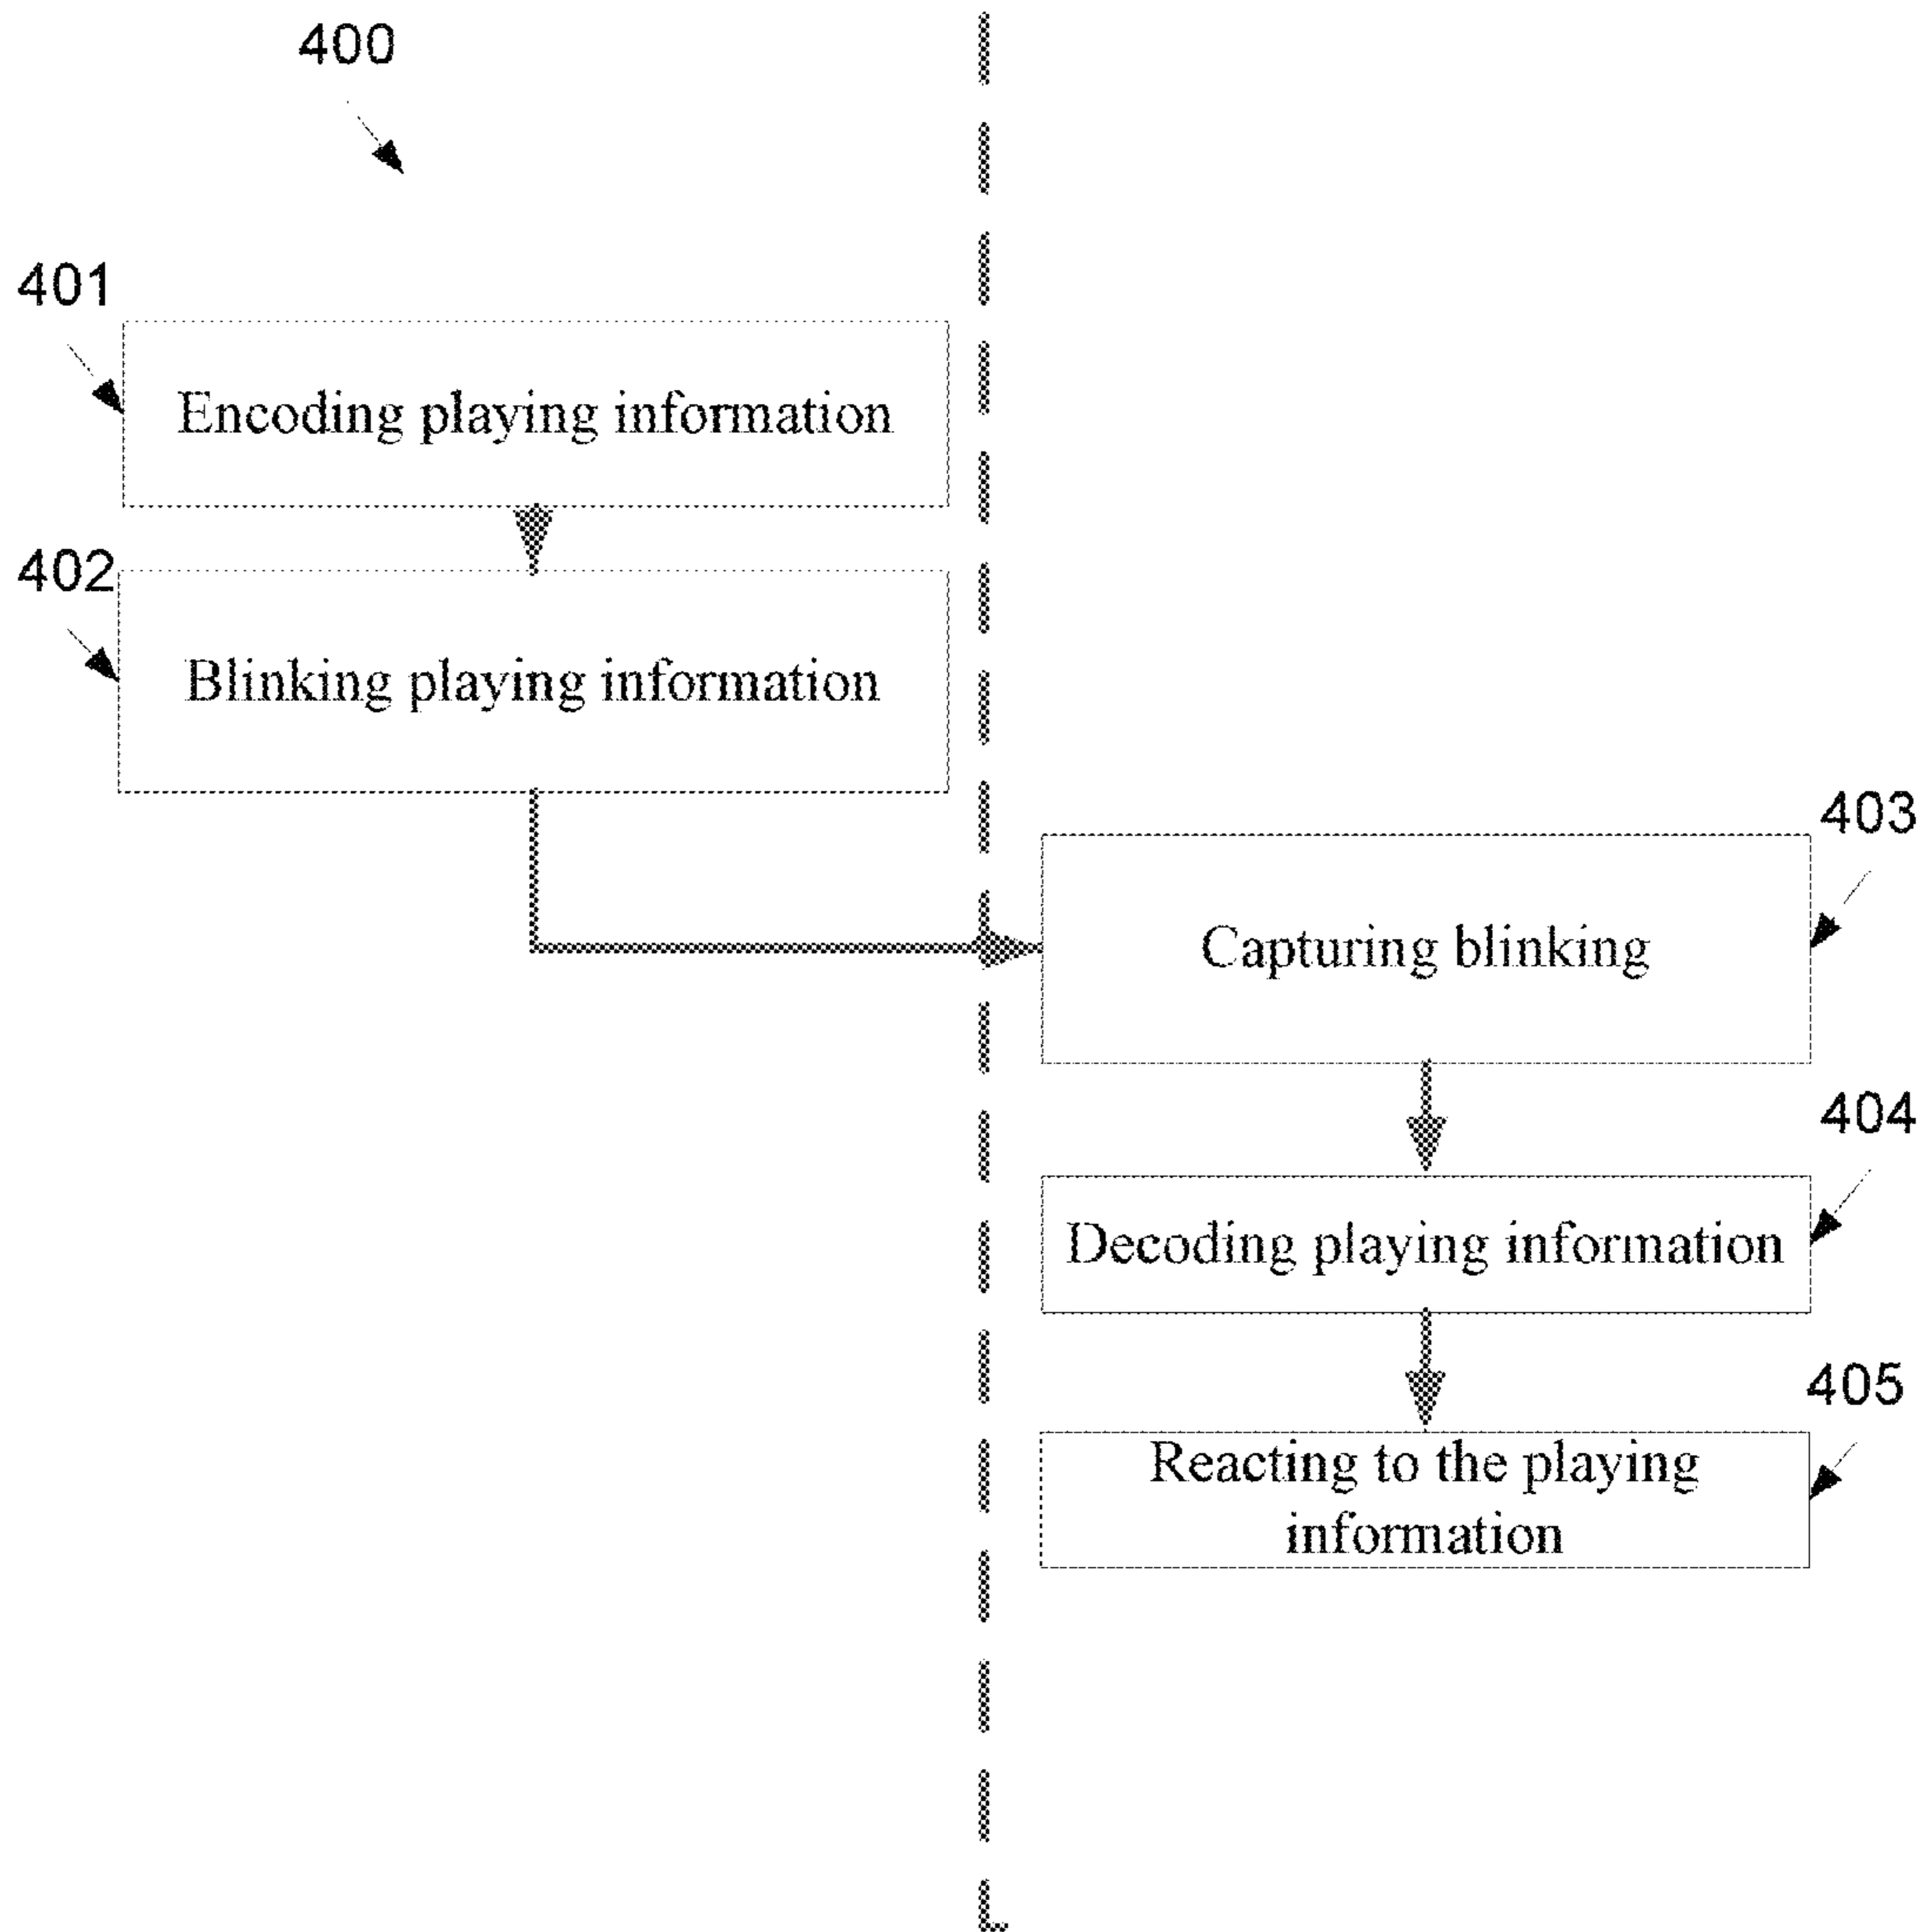 400
401
Encoding playing information
402
Blinking playing information
403
Capturing blinking
404
Decoding playing information
405
Reacting to the playing
information